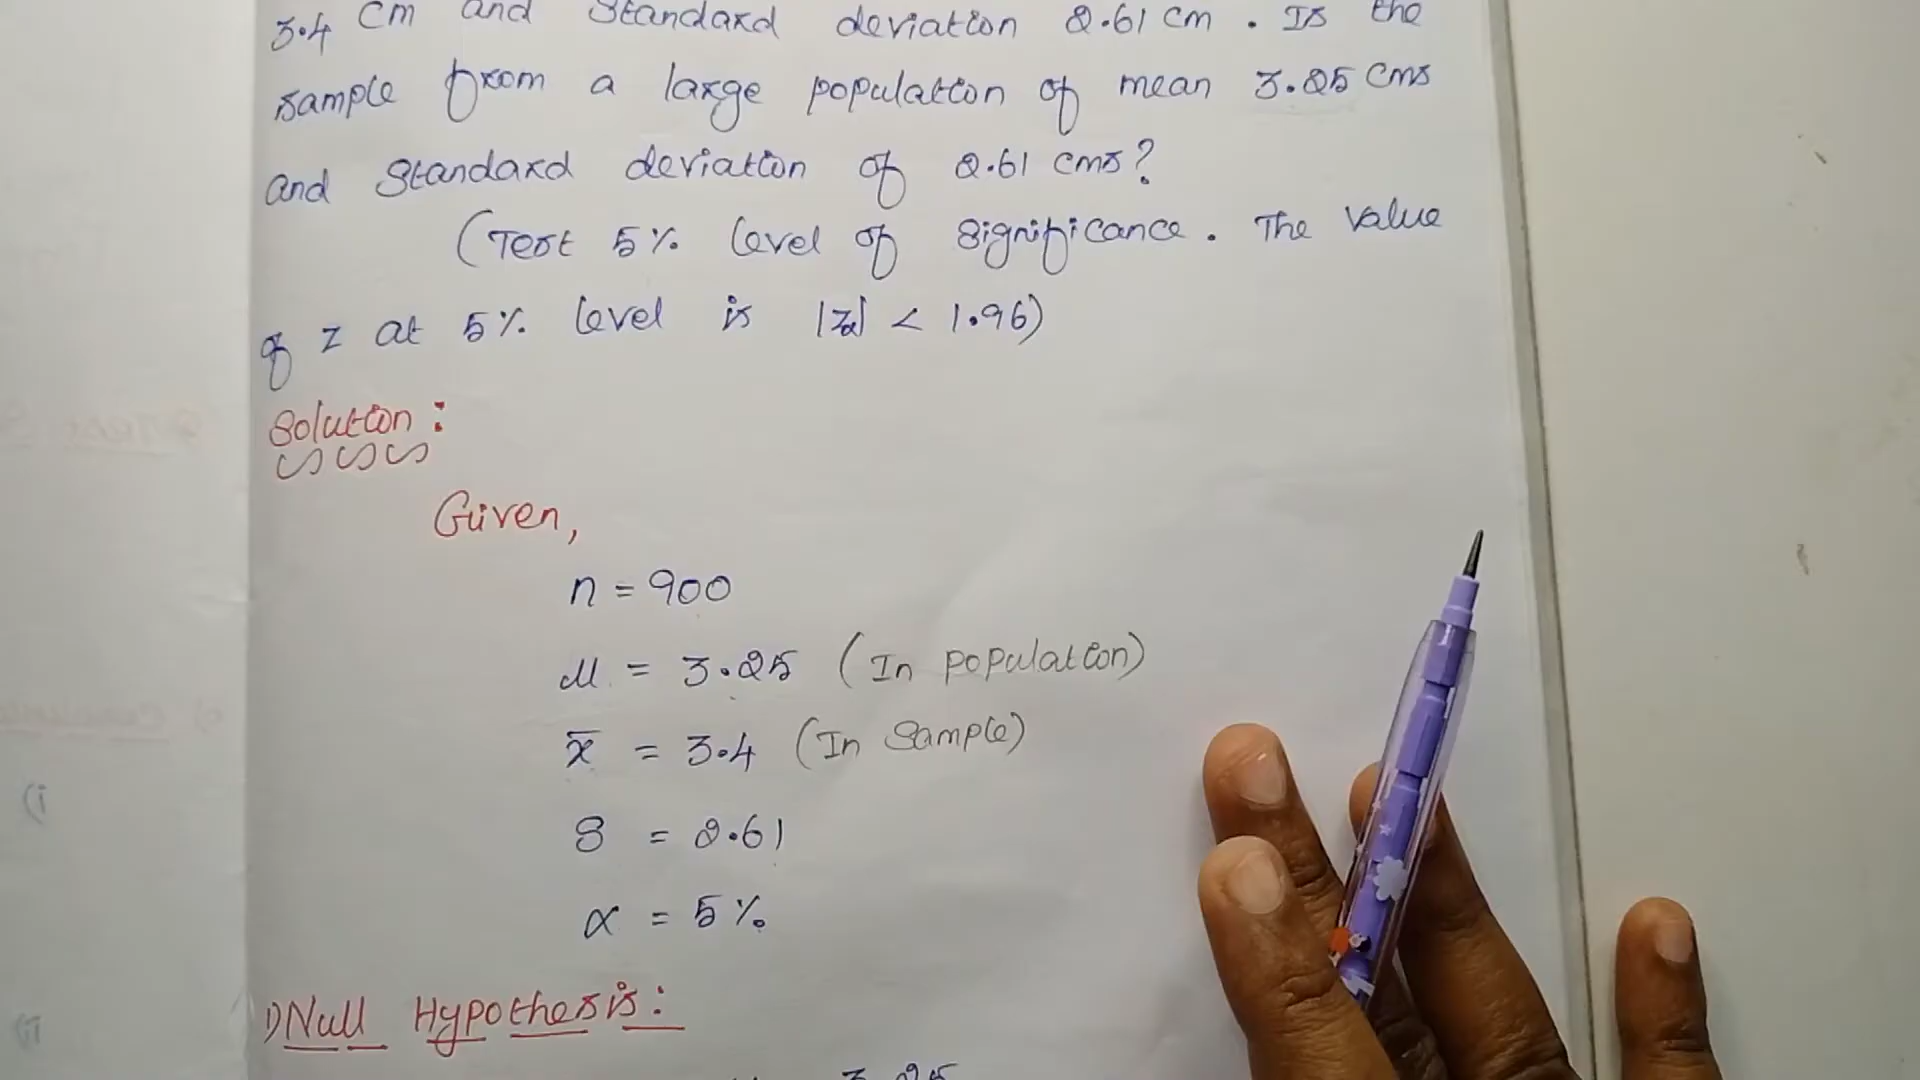 3.4 cm and Standard deviation 2.61 cm. Is the
sample from a large population of mean 3.25 cms
and Standard deviation of 2.61 cms?
(Test 5% level of Significance. The value
of z at 5% level is |zα| < 1.96)
Solution:
Given,
n = 900
μ = 3.25 (In population)
x̄ = 3.4 (In Sample)
S = 2.61
α = 5%
1) Null Hypothesis:
3.25